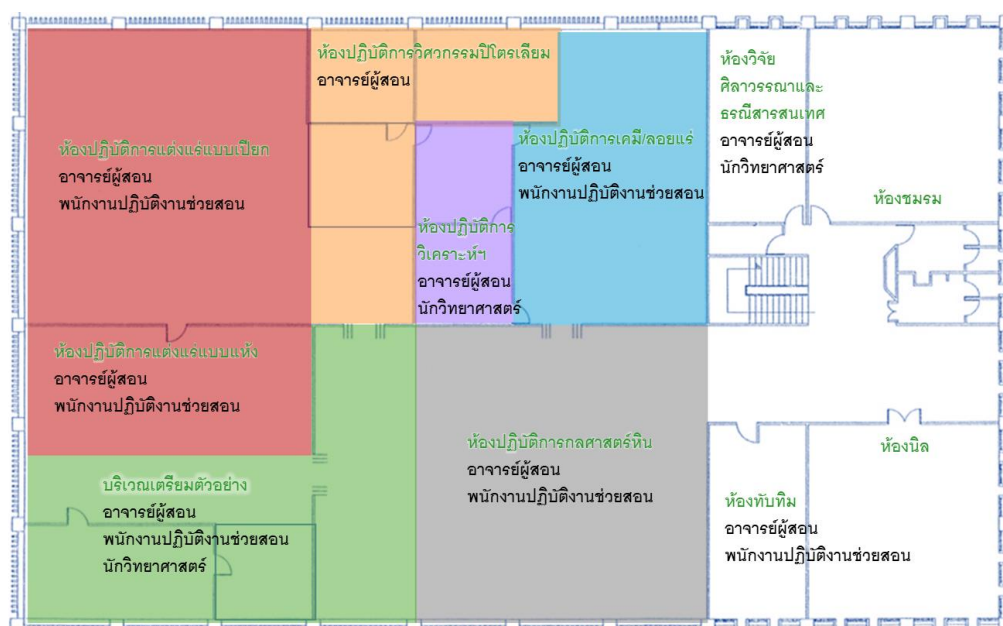 ห้องปฏิบัติการแต่งแร่แบบเปียก
อาจารย์ผู้สอน
พนักงานปฏิบัติงานช่วยสอน
ห้องปฏิบัติการวิศวกรรมปิโตรเลียม
อาจารย์ผู้สอน
ห้องปฏิบัติการเคมี/ลอยแร่
อาจารย์ผู้สอน
พนักงานปฏิบัติงานช่วยสอน
ห้องวิจัย
ศิลาวรรณาและ
ธรณีสารสนเทศ
อาจารย์ผู้สอน
นักวิทยาศาสตร์
ห้องชมรม
ห้องปฏิบัติการ
วิเคราะห์ฯ
อาจารย์ผู้สอน
นักวิทยาศาสตร์
ห้องปฏิบัติการแต่งแร่แบบแห้ง
อาจารย์ผู้สอน
พนักงานปฏิบัติงานช่วยสอน
บริเวณเตรียมตัวอย่าง
อาจารย์ผู้สอน
พนักงานปฏิบัติงานช่วยสอน
นักวิทยาศาสตร์
ห้องปฏิบัติการกลศาสตร์หิน
อาจารย์ผู้สอน
พนักงานปฏิบัติงานช่วยสอน
ห้องทับทิม
อาจารย์ผู้สอน
พนักงานปฏิบัติงานช่วยสอน
ห้องนิล